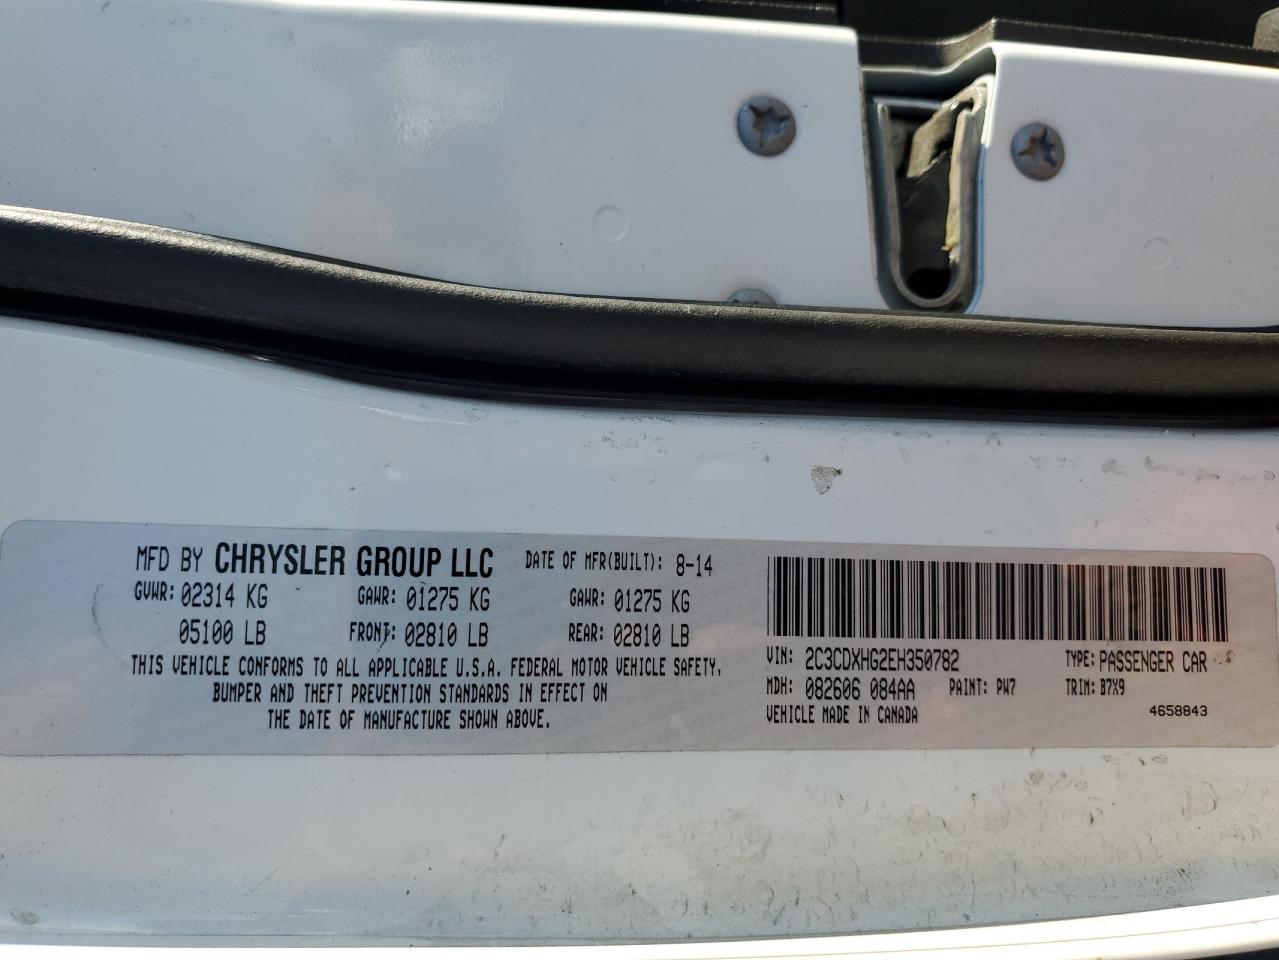 MFD BY CHRYSLER GROUP LLC DATE OF MFR(BUILT): 8-14
GVWR: 02314 KG GAWR: 01275 KG GAWR: 01275 KG
05100 LB FRONT: 02810 LB REAR: 02810 LB
THIS VEHICLE CONFORMS TO ALL APPLICABLE U.S.A. FEDERAL MOTOR VEHICLE SAFETY,
BUMPER AND THEFT PREVENTION STANDARDS IN EFFECT ON
THE DATE OF MANUFACTURE SHOWN ABOVE.
VIN: 2C3CDXHG2EH350782 TYPE: PASSENGER CAR
MDH: 082606 084AA PAINT: PW7 TRIM: B7X9
VEHICLE MADE IN CANADA 4658843